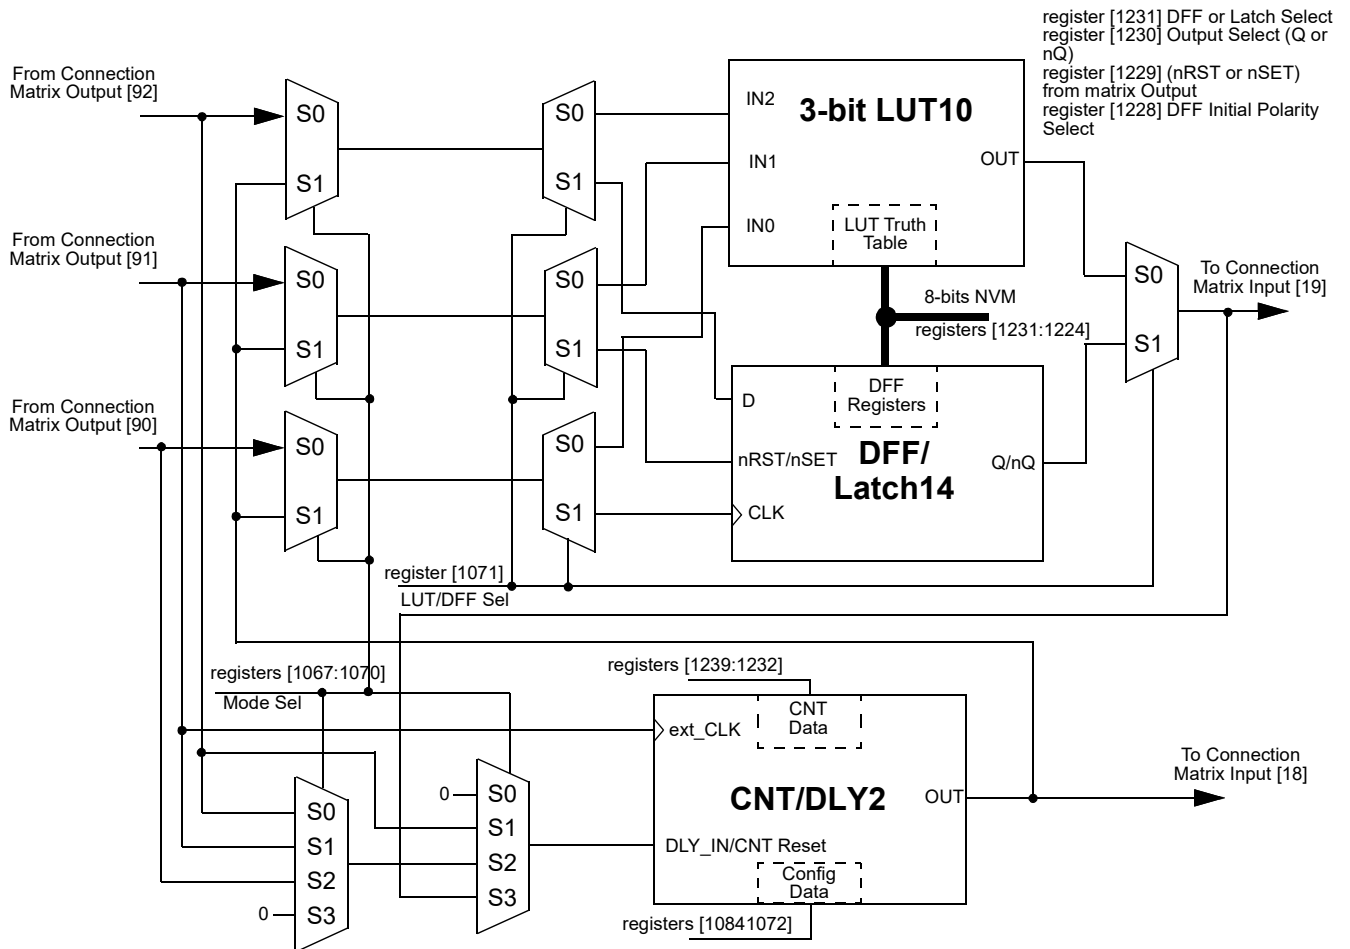 register [1231] DFF or Latch Select
register [1230] Output Select (Q or
nQ)
register [1229] (nRST or nSET)
from matrix Output
register [1228] DFF Initial Polarity
Select
From Connection
Matrix Output [92]
S0
S1
S0
S1
IN2
3-bit LUT10
IN1
OUT
IN0
LUT Truth
Table
From Connection
Matrix Output [91]
S0
S1
S0
S1
8-bits NVM
registers [1231:1224]
S0
S1
To Connection
Matrix Input [19]
From Connection
Matrix Output [90]
S0
S1
S0
S1
DFF
Registers
D
nRST/nSET
DFF/
Latch14
Q/nQ
CLK
register [1071]
LUT/DFF Sel
registers [1067:1070]
Mode Sel
registers [1239:1232]
CNT
Data
ext_CLK
CNT/DLY2
OUT
To Connection
Matrix Input [18]
DLY_IN/CNT Reset
Config
Data
registers [10841072]
0
S0
S1
S2
S3
S0
S1
S2
0
S3